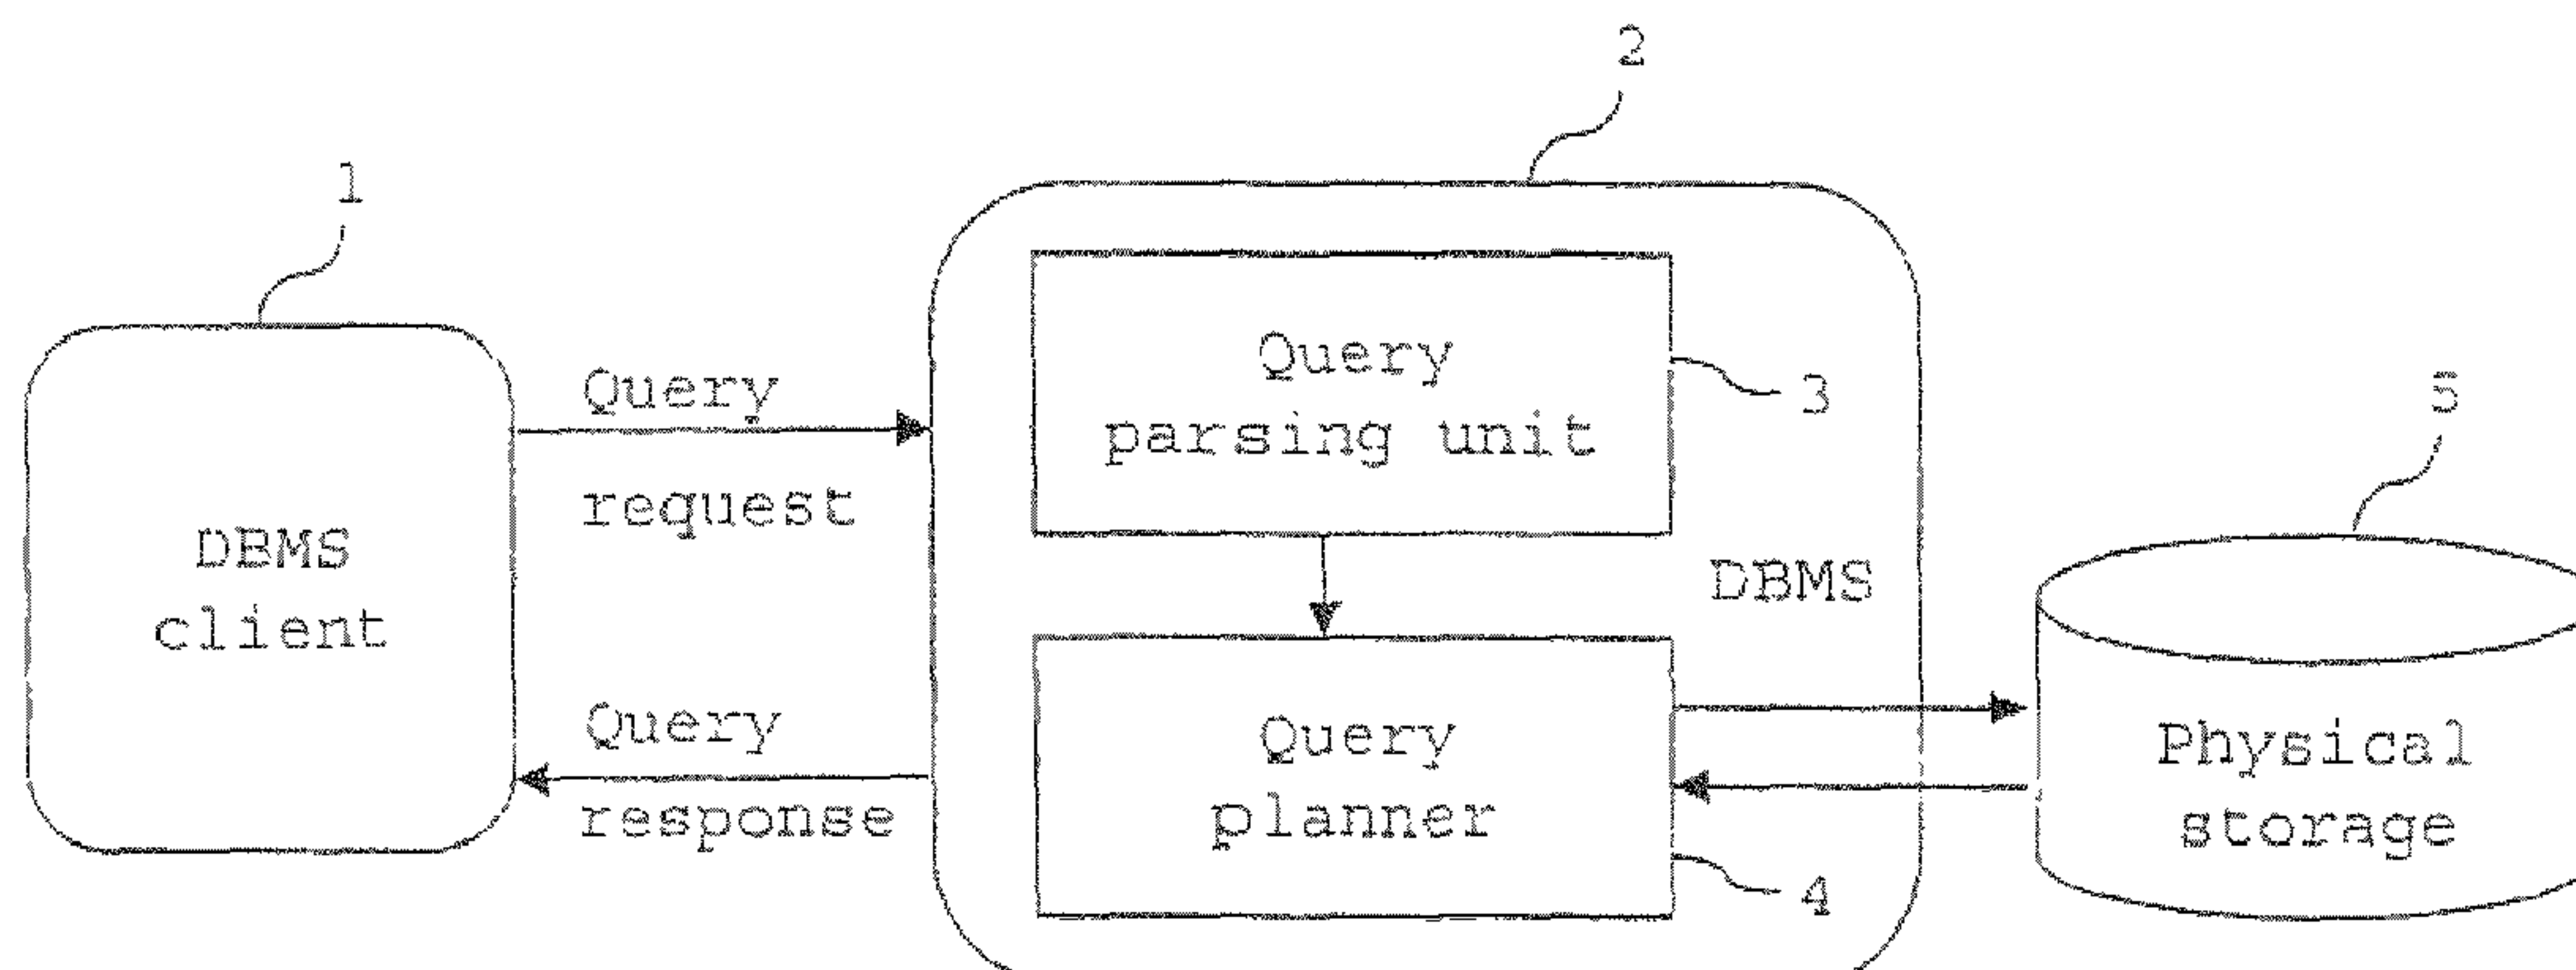 2
1
Query
parsing unit
3
Query
request
5
DBMS
client
DBMS
Query
response
Query
planner
4
Physical
storage